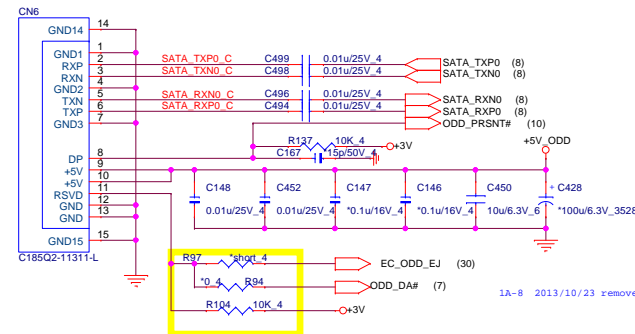 CN6
GND14 14
GND1 1
RXP 2 SATA_TXP0_C C499 0.01u/25V_4 SATA_TXP0 (8)
RXN 3 SATA_TXN0_C C498 0.01u/25V_4 SATA_TXN0 (8)
GND2 4
TXN 5 SATA_RXN0_C C496 0.01u/25V_4 SATA_RXN0 (8)
TXP 6 SATA_RXP0_C C494 0.01u/25V_4 SATA_RXP0 (8)
GND3 7
ODD_PRSNT# (10)
R137 10K_4 +3V
+5V_ODD
DP 8 C167 15p/50V_4
+5V 9
+5V 10
RSVD 11
GND 12
GND 13
GND15 15
C185Q2-11311-L
C148 C452 C147 C146 C450 + C428
0.01u/25V_4 0.01u/25V_4 *0.1u/16V_4 *0.1u/16V_4 10u/6.3V_6 *100u/6.3V_3528
R97 *short_4 EC_ODD_EJ (30)
*0_4 R94 ODD_DA# (7)
R104 10K_4 +3V
1A-8 2013/10/23 remove